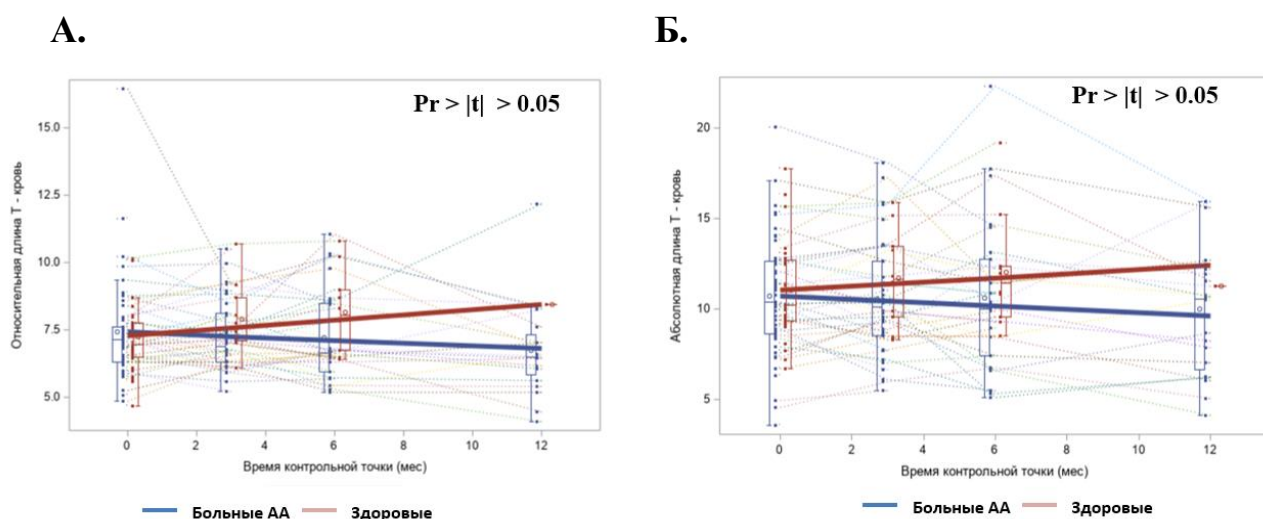 А.
Pr > |t| > 0.05
Относительная длина Т - кровь
15.0
12.5
10.0
7.5
5.0
0 2 4 6 8 10 12
Время контрольной точки (мес)
Больные АА Здоровые
Б.
Pr > |t| > 0.05
Абсолютная длина Т - кровь
20
15
10
5
0 2 4 6 8 10 12
Время контрольной точки (мес)
Больные АА Здоровые